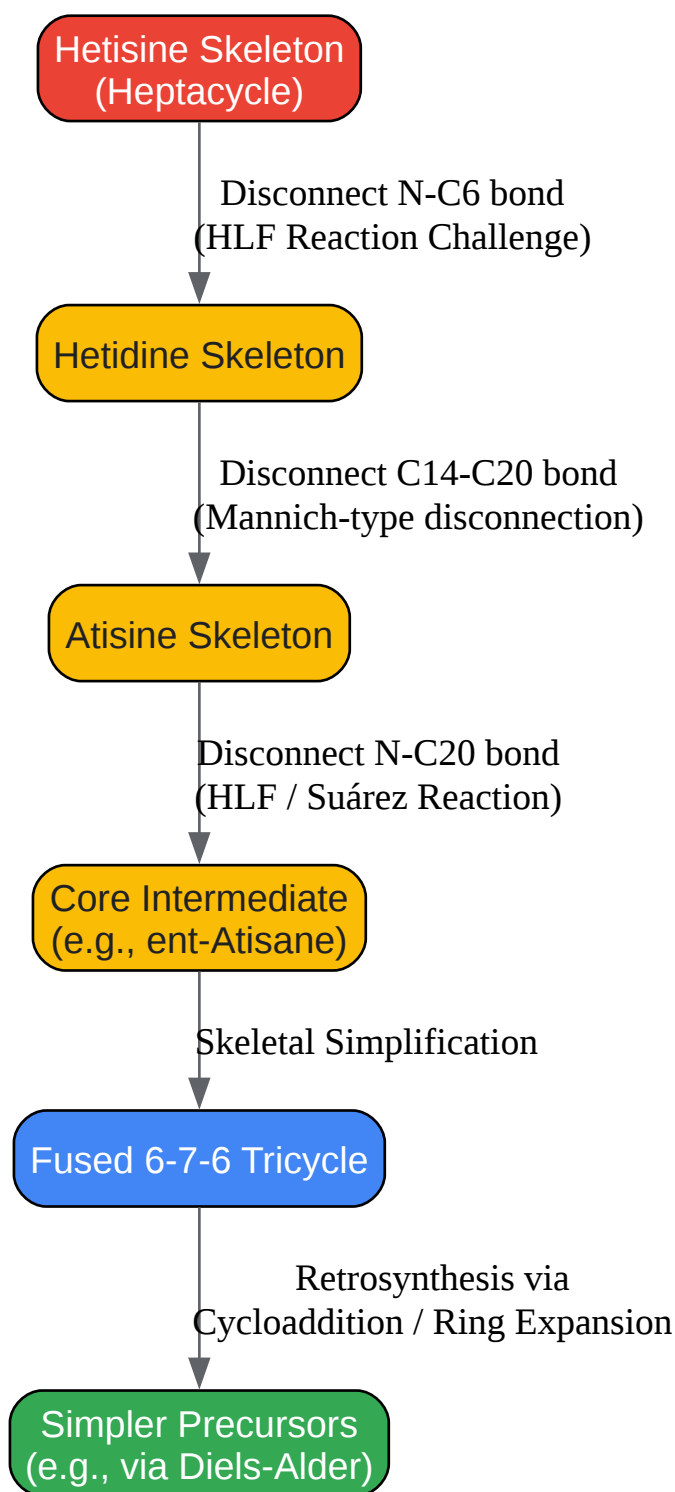 Hetisine Skeleton
(Heptacycle)
Disconnect N-C6 bond
(HLF Reaction Challenge)
Hetidine Skeleton
Disconnect C14-C20 bond
(Mannich-type disconnection)
Atisine Skeleton
Disconnect N-C20 bond
(HLF / Suárez Reaction)
Core Intermediate
(e.g., ent-Atisane)
Skeletal Simplification
Fused 6-7-6 Tricycle
Retrosynthesis via
Cycloaddition / Ring Expansion
Simpler Precursors
(e.g., via Diels-Alder)